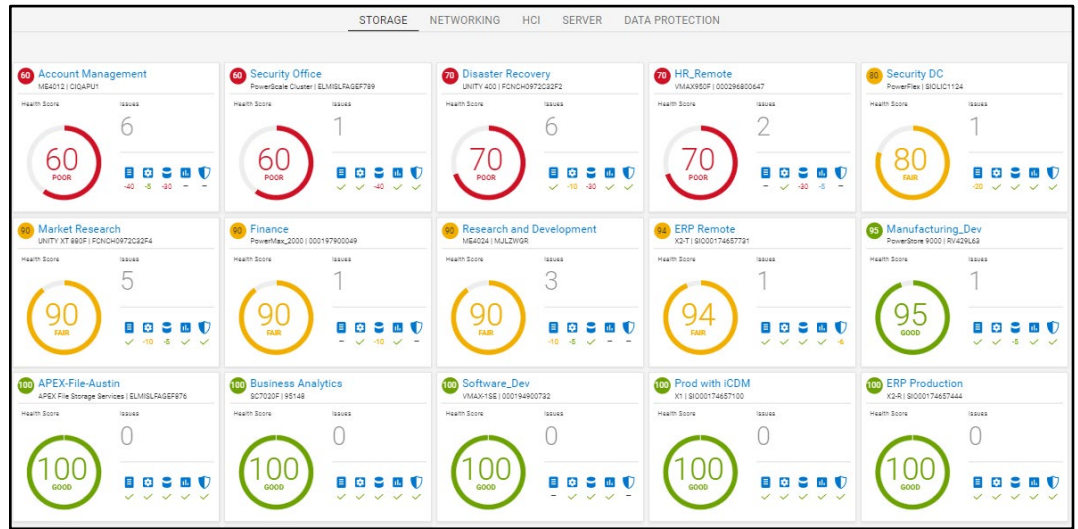 STORAGE NETWORKING HCI SERVER DATA PROTECTION
60 Account Management
ME4012 | CIQAPU1
Health Score Issues
6
60
POOR
-40 -5 -30 – –
60 Security Office
PowerScale Cluster | ELMISLFAGEF789
Health Score Issues
1
60
POOR
-40
70 Disaster Recovery
UNITY 400 | FCNCH0972C32F2
Health Score Issues
6
70
POOR
-10 -30
70 HR_Remote
VMAX950F | 000296800647
Health Score Issues
2
70
POOR
– -30 -5 –
80 Security DC
PowerFlex | SIOLIC1124
Health Score Issues
1
80
FAIR
-20
90 Market Research
UNITY XT 880F | FCNCH0972C32F4
Health Score Issues
5
90
FAIR
-10 -5
90 Finance
PowerMax_2000 | 000197900049
Health Score Issues
1
90
FAIR
– -10 –
90 Research and Development
ME4024 | MJLZWGR
Health Score Issues
3
90
FAIR
-10 -5 – –
94 ERP Remote
X2-T | SIO00174657731
Health Score Issues
1
94
FAIR
-6
95 Manufacturing_Dev
PowerStore 9000 | RV429L63
Health Score Issues
1
95
GOOD
-5
100 APEX-File-Austin
APEX File Storage Services | ELMISLFAGEF876
Health Score Issues
0
100
GOOD
100 Business Analytics
SC7020F | 95148
Health Score Issues
0
100
GOOD
100 Software_Dev
VMAX-1SE | 000194900732
Health Score Issues
0
100
GOOD
– –
100 Prod with iCDM
X1 | SIO00174657100
Health Score Issues
0
100
GOOD
100 ERP Production
X2-R | SIO00174657444
Health Score Issues
0
100
GOOD